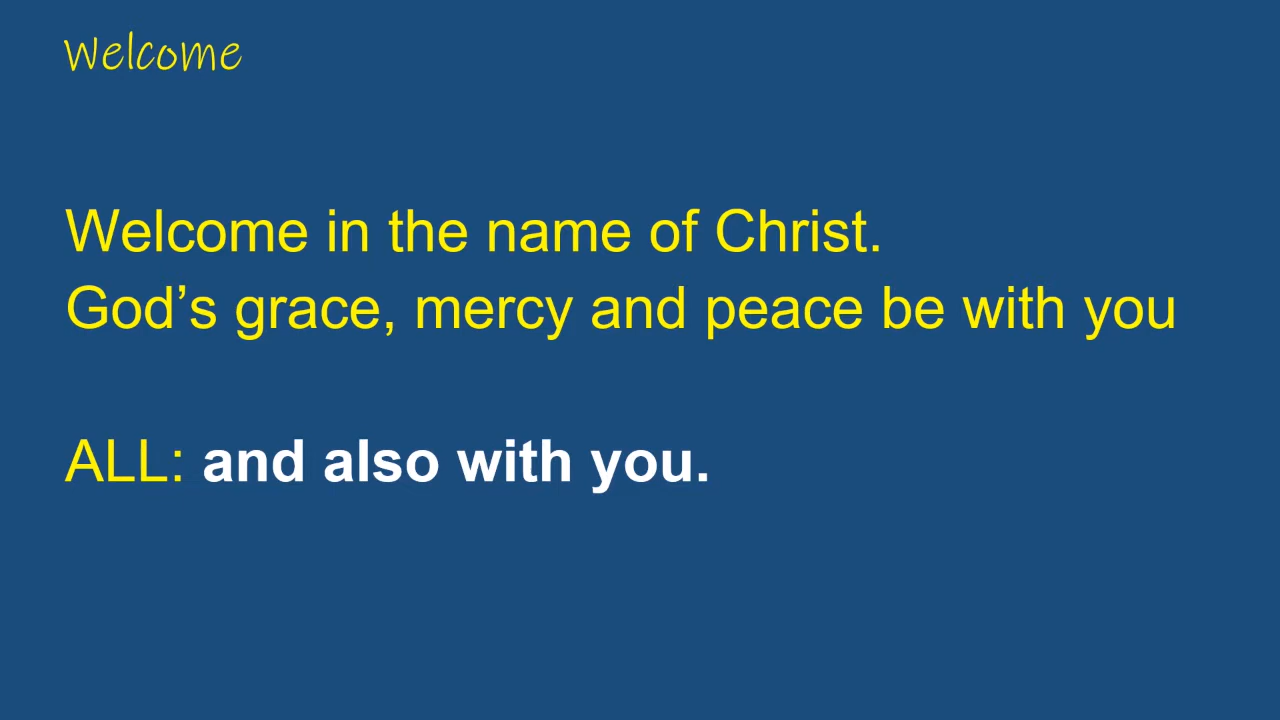 Welcome
Welcome in the name of Christ.
God’s grace, mercy and peace be with you
ALL: and also with you.